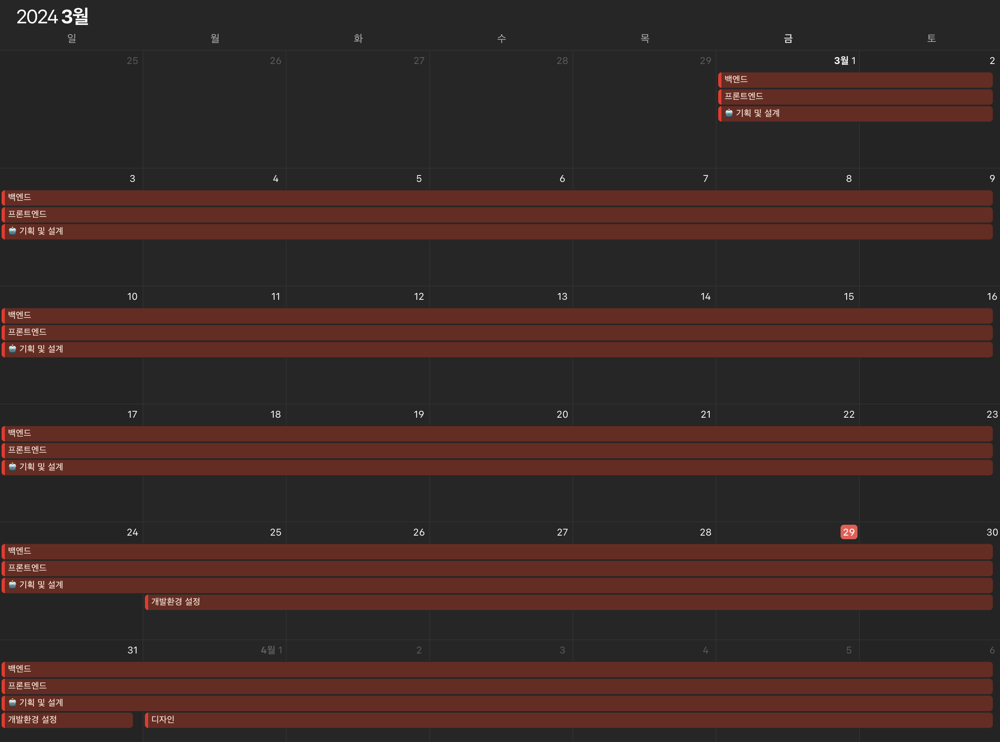 2024 3월
일 월 화 수 목 금 토
25 26 27 28 29 3월 1 2
백엔드
프론트엔드
🤖 기획 및 설계
3 4 5 6 7 8 9
백엔드
프론트엔드
🤖 기획 및 설계
10 11 12 13 14 15 16
백엔드
프론트엔드
🤖 기획 및 설계
17 18 19 20 21 22 23
백엔드
프론트엔드
🤖 기획 및 설계
24 25 26 27 28 29 30
백엔드
프론트엔드
🤖 기획 및 설계
개발환경 설정
31 4월 1 2 3 4 5 6
백엔드
프론트엔드
🤖 기획 및 설계
개발환경 설정 디자인